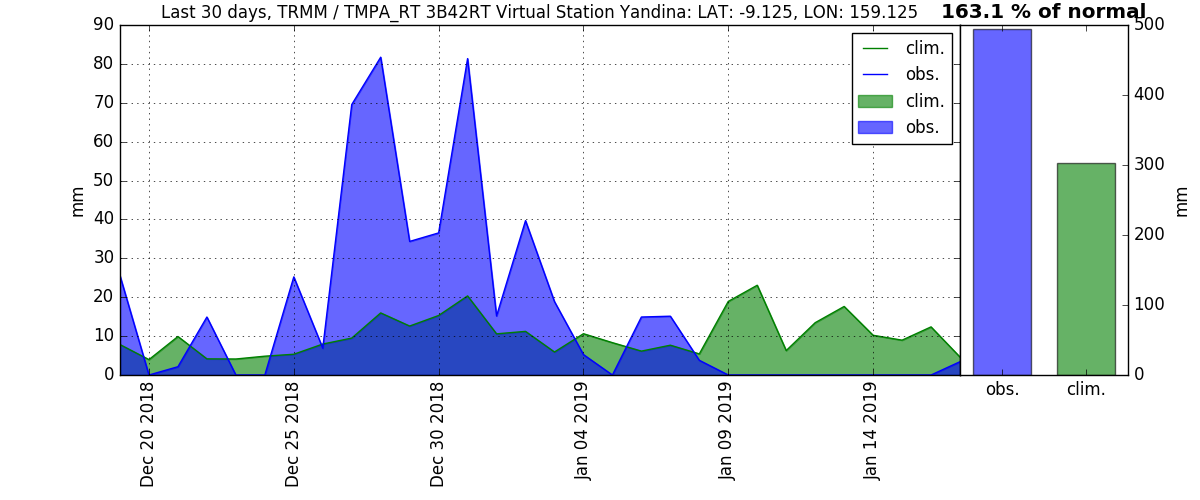 Last 30 days, TRMM / TMPA_RT 3B42RT Virtual Station Yandina: LAT: -9.125, LON: 159.125
163.1 % of normal
90
80
70
60
50
40
30
20
10
0
mm
clim.
obs.
clim.
obs.
Dec 20 2018
Dec 25 2018
Dec 30 2018
Jan 04 2019
Jan 09 2019
Jan 14 2019
500
400
300
200
100
0
mm
obs.
clim.